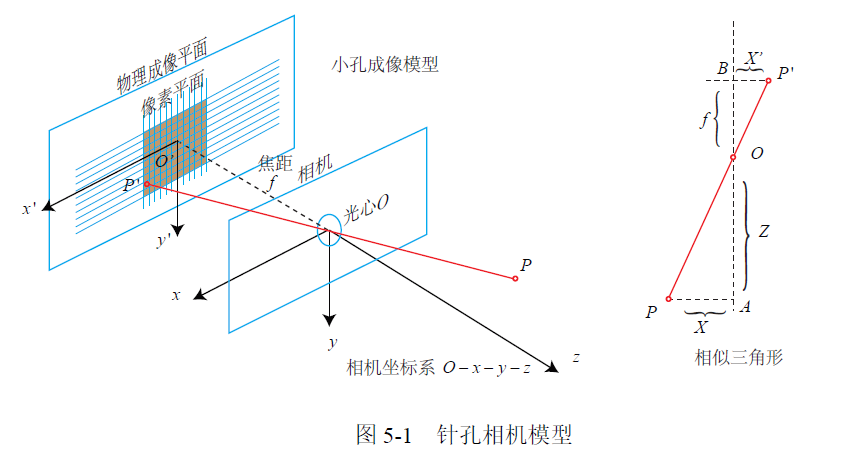 小孔成像模型
物理成像平面
像素平面
O'
P'
x'
y'
焦距
f
相机
光心O
x
y
z
P
相机坐标系 O－x－y－z
B
X'
P'
f
O
Z
P
X
A
相似三角形
图 5-1 针孔相机模型